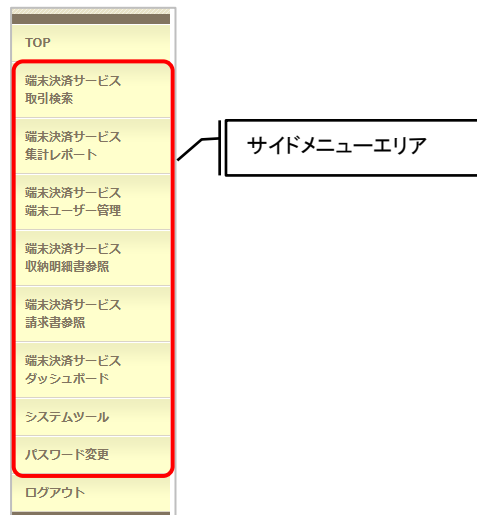 TOP
端末決済サービス
取引検索
端末決済サービス
集計レポート
端末決済サービス
端末ユーザー管理
端末決済サービス
収納明細書参照
端末決済サービス
請求書参照
端末決済サービス
ダッシュボード
システムツール
パスワード変更
ログアウト
サイドメニューエリア